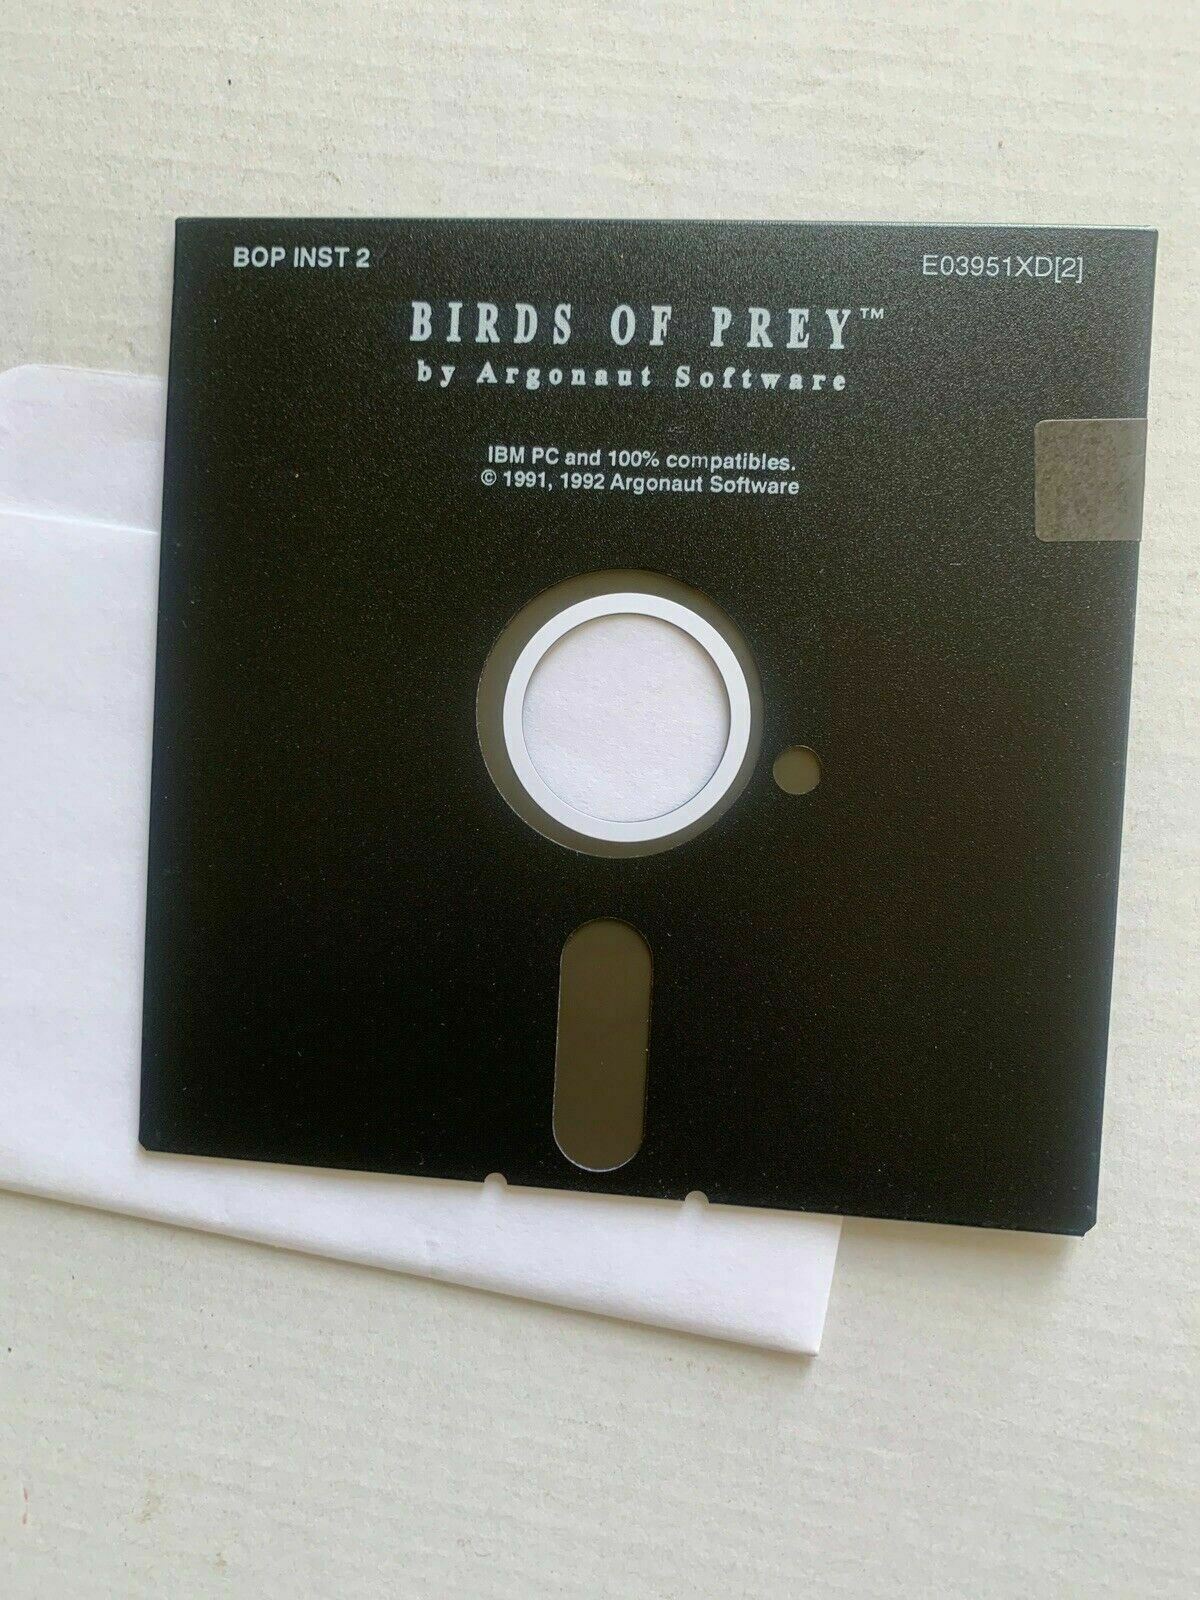 BOP INST 2
E03951XD[2]
BIRDS OF PREY™
by Argonaut Software
IBM PC and 100% compatibles.
© 1991, 1992 Argonaut Software